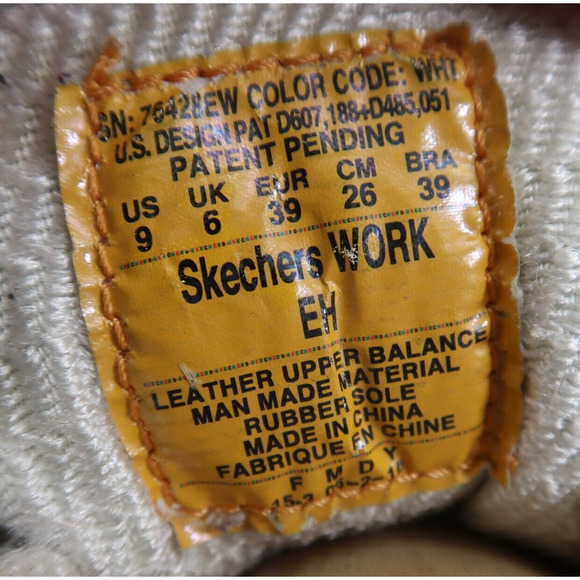 SN: 76428EW COLOR CODE: WHT
U.S. DESIGN PAT D607,188+D485,051
PATENT PENDING
US UK EUR CM BRA
9 6 39 26 39
Skechers WORK
EH
LEATHER UPPER BALANCE
MAN MADE MATERIAL
RUBBER SOLE
MADE IN CHINA
FABRIQUE EN CHINE
F M D Y